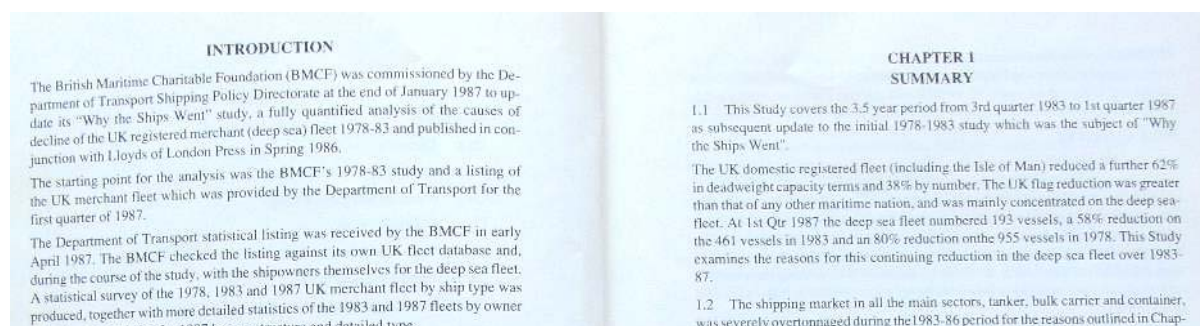 INTRODUCTION
The British Maritime Charitable Foundation (BMCF) was commissioned by the De-
partment of Transport Shipping Policy Directorate at the end of January 1987 to up-
date its "Why the Ships Went" study, a fully quantified analysis of the causes of
decline of the UK registered merchant (deep sea) fleet 1978-83 and published in con-
junction with Lloyds of London Press in Spring 1986.
The starting point for the analysis was the BMCF's 1978-83 study and a listing of
the UK merchant fleet which was provided by the Department of Transport for the
first quarter of 1987.
The Department of Transport statistical listing was received by the BMCF in early
April 1987. The BMCF checked the listing against its own UK fleet database and,
during the course of the study, with the shipowners themselves for the deep sea fleet.
A statistical survey of the 1978, 1983 and 1987 UK merchant fleet by ship type was
produced, together with more detailed statistics of the 1983 and 1987 fleets by owner
and detailed type
CHAPTER 1
SUMMARY
1.1 This Study covers the 3.5 year period from 3rd quarter 1983 to 1st quarter 1987
as subsequent update to the initial 1978-1983 study which was the subject of "Why
the Ships Went".
The UK domestic registered fleet (including the Isle of Man) reduced a further 62%
in deadweight capacity terms and 38% by number. The UK flag reduction was greater
than that of any other maritime nation, and was mainly concentrated on the deep sea-
fleet. At 1st Qtr 1987 the deep sea fleet numbered 193 vessels, a 58% reduction on
the 461 vessels in 1983 and an 80% reduction onthe 955 vessels in 1978. This Study
examines the reasons for this continuing reduction in the deep sea fleet over 1983-
87.
1.2 The shipping market in all the main sectors, tanker, bulk carrier and container,
was severely overtonnaged during the1983-86 period for the reasons outlined in Chap-